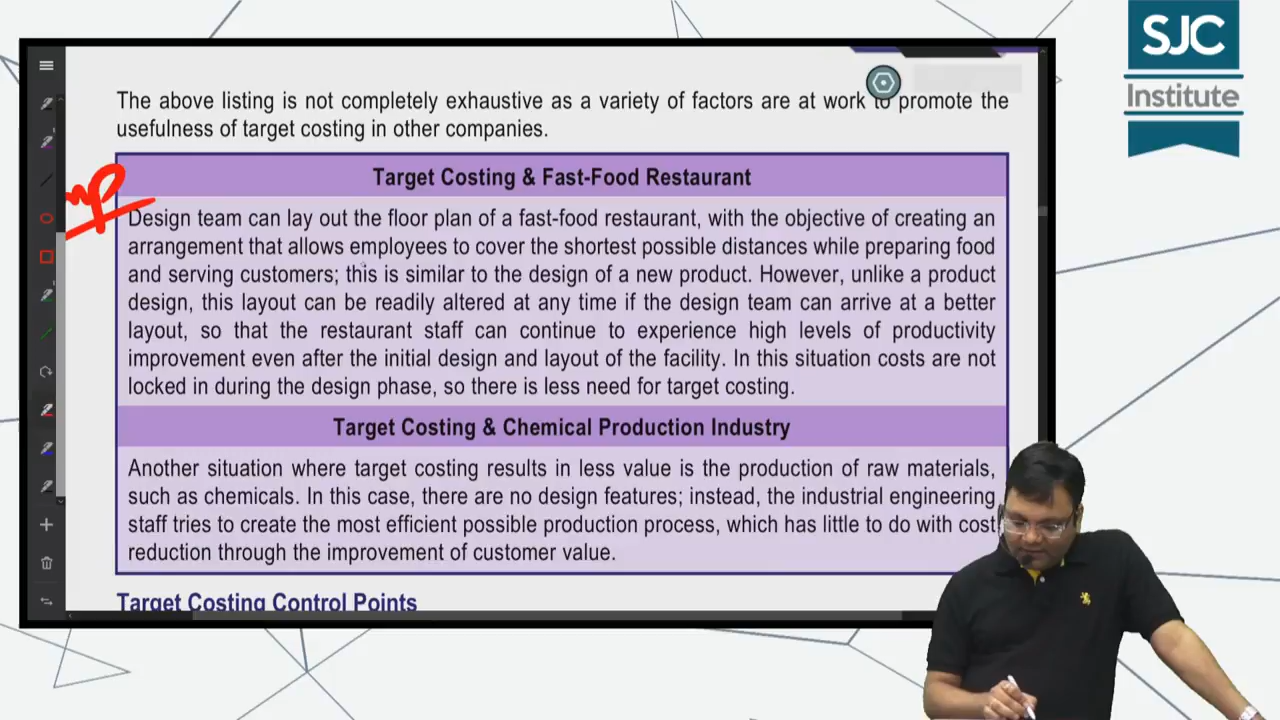 SJC
Institute
The above listing is not completely exhaustive as a variety of factors are at work to promote the
usefulness of target costing in other companies.
Target Costing & Fast-Food Restaurant
Design team can lay out the floor plan of a fast-food restaurant, with the objective of creating an
arrangement that allows employees to cover the shortest possible distances while preparing food
and serving customers; this is similar to the design of a new product. However, unlike a product
design, this layout can be readily altered at any time if the design team can arrive at a better
layout, so that the restaurant staff can continue to experience high levels of productivity
improvement even after the initial design and layout of the facility. In this situation costs are not
locked in during the design phase, so there is less need for target costing.
Target Costing & Chemical Production Industry
Another situation where target costing results in less value is the production of raw materials,
such as chemicals. In this case, there are no design features; instead, the industrial engineering
staff tries to create the most efficient possible production process, which has little to do with cost
reduction through the improvement of customer value.
Target Costing Control Points